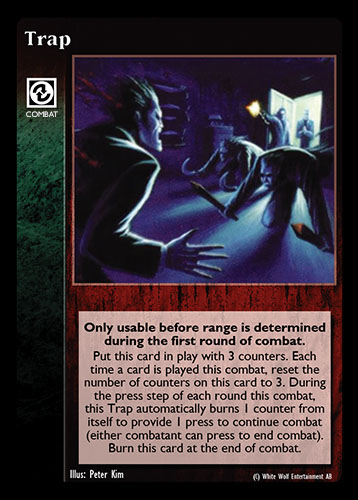 Trap
COMBAT
Only usable before range is determined
during the first round of combat.
Put this card in play with 3 counters. Each
time a card is played this combat, reset the
number of counters on this card to 3. During
the press step of each round this combat,
this Trap automatically burns 1 counter from
itself to provide 1 press to continue combat
(either combatant can press to end combat).
Burn this card at the end of combat.
Illus: Peter Kim
(C) White Wolf Entertainment AB